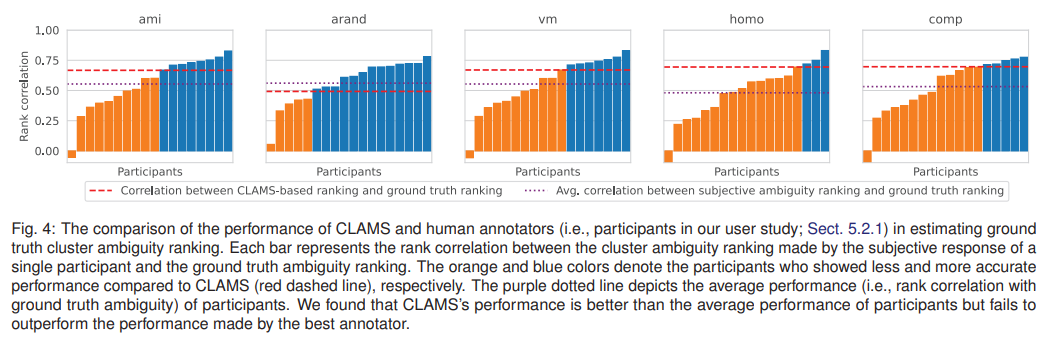 ami arand vm homo comp
1.00
0.75
0.50
0.25
0.00
Rank correlation
Participants Participants Participants Participants Participants
Correlation between CLAMS-based ranking and ground truth ranking Avg. correlation between subjective ambiguity ranking and ground truth ranking
Fig. 4: The comparison of the performance of CLAMS and human annotators (i.e., participants in our user study; Sect. 5.2.1) in estimating ground
truth cluster ambiguity ranking. Each bar represents the rank correlation between the cluster ambiguity ranking made by the subjective response of a
single participant and the ground truth ambiguity ranking. The orange and blue colors denote the participants who showed less and more accurate
performance compared to CLAMS (red dashed line), respectively. The purple dotted line depicts the average performance (i.e., rank correlation with
ground truth ambiguity) of participants. We found that CLAMS's performance is better than the average performance of participants but fails to
outperform the performance made by the best annotator.